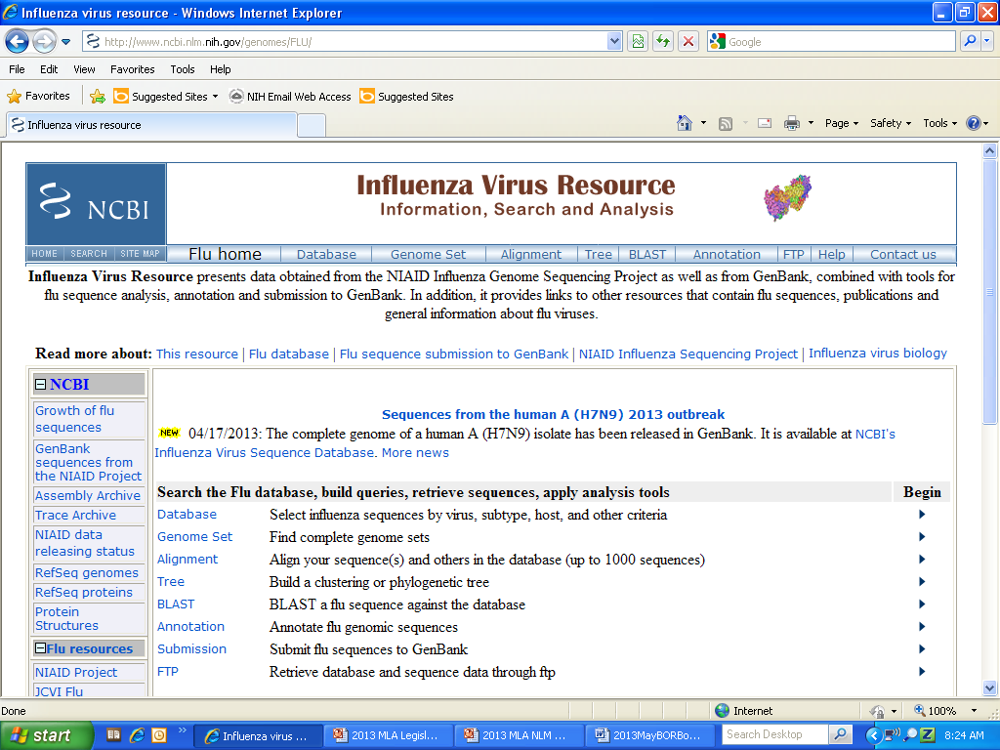 Influenza virus resource - Windows Internet Explorer
http://www.ncbi.nlm.nih.gov/genomes/FLU/
Google
File Edit View Favorites Tools Help
Favorites Suggested Sites NIH Email Web Access Suggested Sites
Influenza virus resource
Page Safety Tools
NCBI
Influenza Virus Resource
Information, Search and Analysis
HOME SEARCH SITE MAP Flu home Database Genome Set Alignment Tree BLAST Annotation FTP Help Contact us
Influenza Virus Resource presents data obtained from the NIAID Influenza Genome Sequencing Project as well as from GenBank, combined with tools for
flu sequence analysis, annotation and submission to GenBank. In addition, it provides links to other resources that contain flu sequences, publications and
general information about flu viruses.
Read more about: This resource | Flu database | Flu sequence submission to GenBank | NIAID Influenza Sequencing Project | Influenza virus biology
NCBI
Growth of flu
sequences
GenBank
sequences from
the NIAID Project
Assembly Archive
Trace Archive
NIAID data
releasing status
RefSeq genomes
RefSeq proteins
Protein
Structures
Flu resources
NIAID Project
JCVI Flu
Sequences from the human A (H7N9) 2013 outbreak
NEW 04/17/2013: The complete genome of a human A (H7N9) isolate has been released in GenBank. It is available at NCBI's
Influenza Virus Sequence Database. More news
Search the Flu database, build queries, retrieve sequences, apply analysis tools Begin
Database Select influenza sequences by virus, subtype, host, and other criteria
Genome Set Find complete genome sets
Alignment Align your sequence(s) and others in the database (up to 1000 sequences)
Tree Build a clustering or phylogenetic tree
BLAST BLAST a flu sequence against the database
Annotation Annotate flu genomic sequences
Submission Submit flu sequences to GenBank
FTP Retrieve database and sequence data through ftp
Done Internet 100%
start Influenza virus ... 2013 MLA Legisl... 2013 MLA NLM ... 2013MayBORBo... Search Desktop 8:24 AM